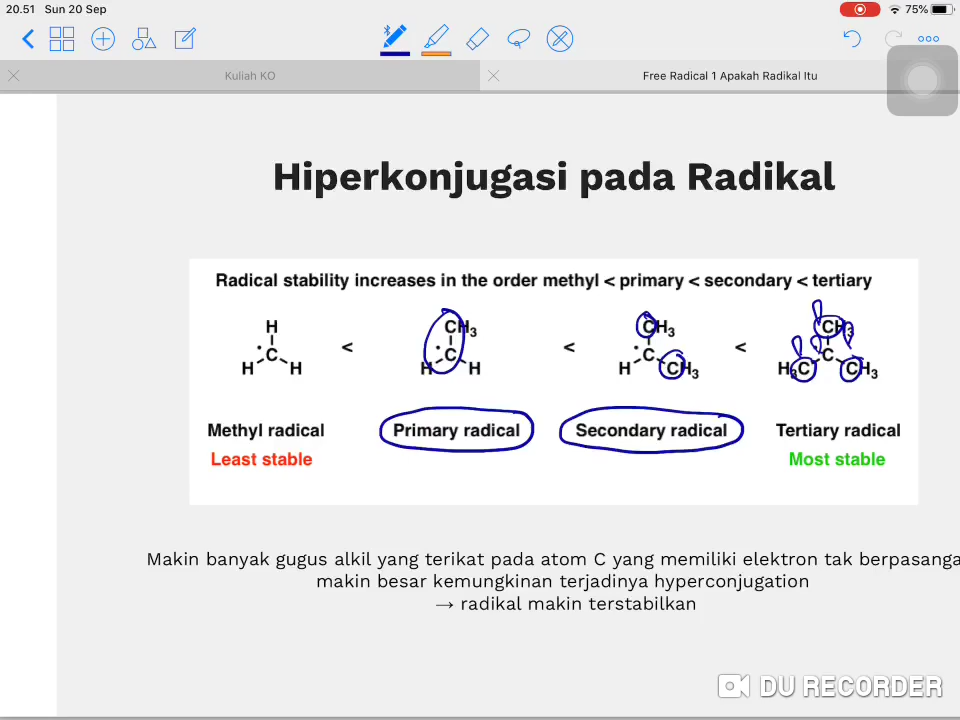 20.51 Sun 20 Sep
75%
Kuliah KO
Free Radical 1 Apakah Radikal Itu
Hiperkonjugasi pada Radikal
Radical stability increases in the order methyl < primary < secondary < tertiary
H CH3 CH3 CH3
< < <
C C C C
H H H H H CH3 H3C CH3
Methyl radical Primary radical Secondary radical Tertiary radical
Least stable Most stable
Makin banyak gugus alkil yang terikat pada atom C yang memiliki elektron tak berpasanga
makin besar kemungkinan terjadinya hyperconjugation
→ radikal makin terstabilkan
DU RECORDER